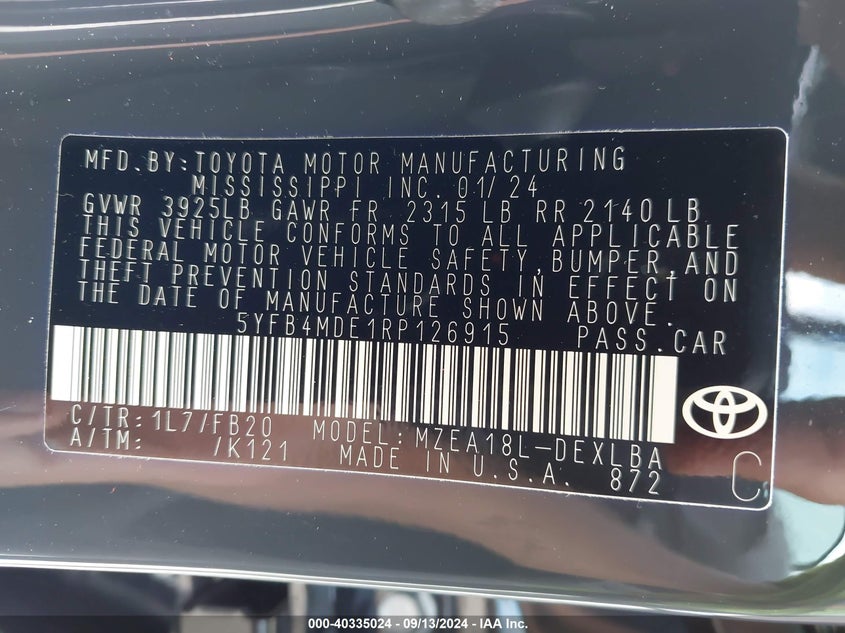 MFD. BY: TOYOTA MOTOR MANUFACTURING
MISSISSIPPI INC. 01/24
GVWR 3925LB GAWR FR 2315 LB RR 2140 LB
THIS VEHICLE CONFORMS TO ALL APPLICABLE
FEDERAL MOTOR VEHICLE SAFETY, BUMPER, AND
THEFT PREVENTION STANDARDS IN EFFECT ON
THE DATE OF MANUFACTURE SHOWN ABOVE.
5YFB4MDE1RP126915 PASS. CAR
C/TR: 1L7/FB20 MODEL: MZEA18L-DEXLBA
A/TM: /K121 MADE IN U.S.A. 872 C
000-40335024 - 09/13/2024 - IAA Inc.